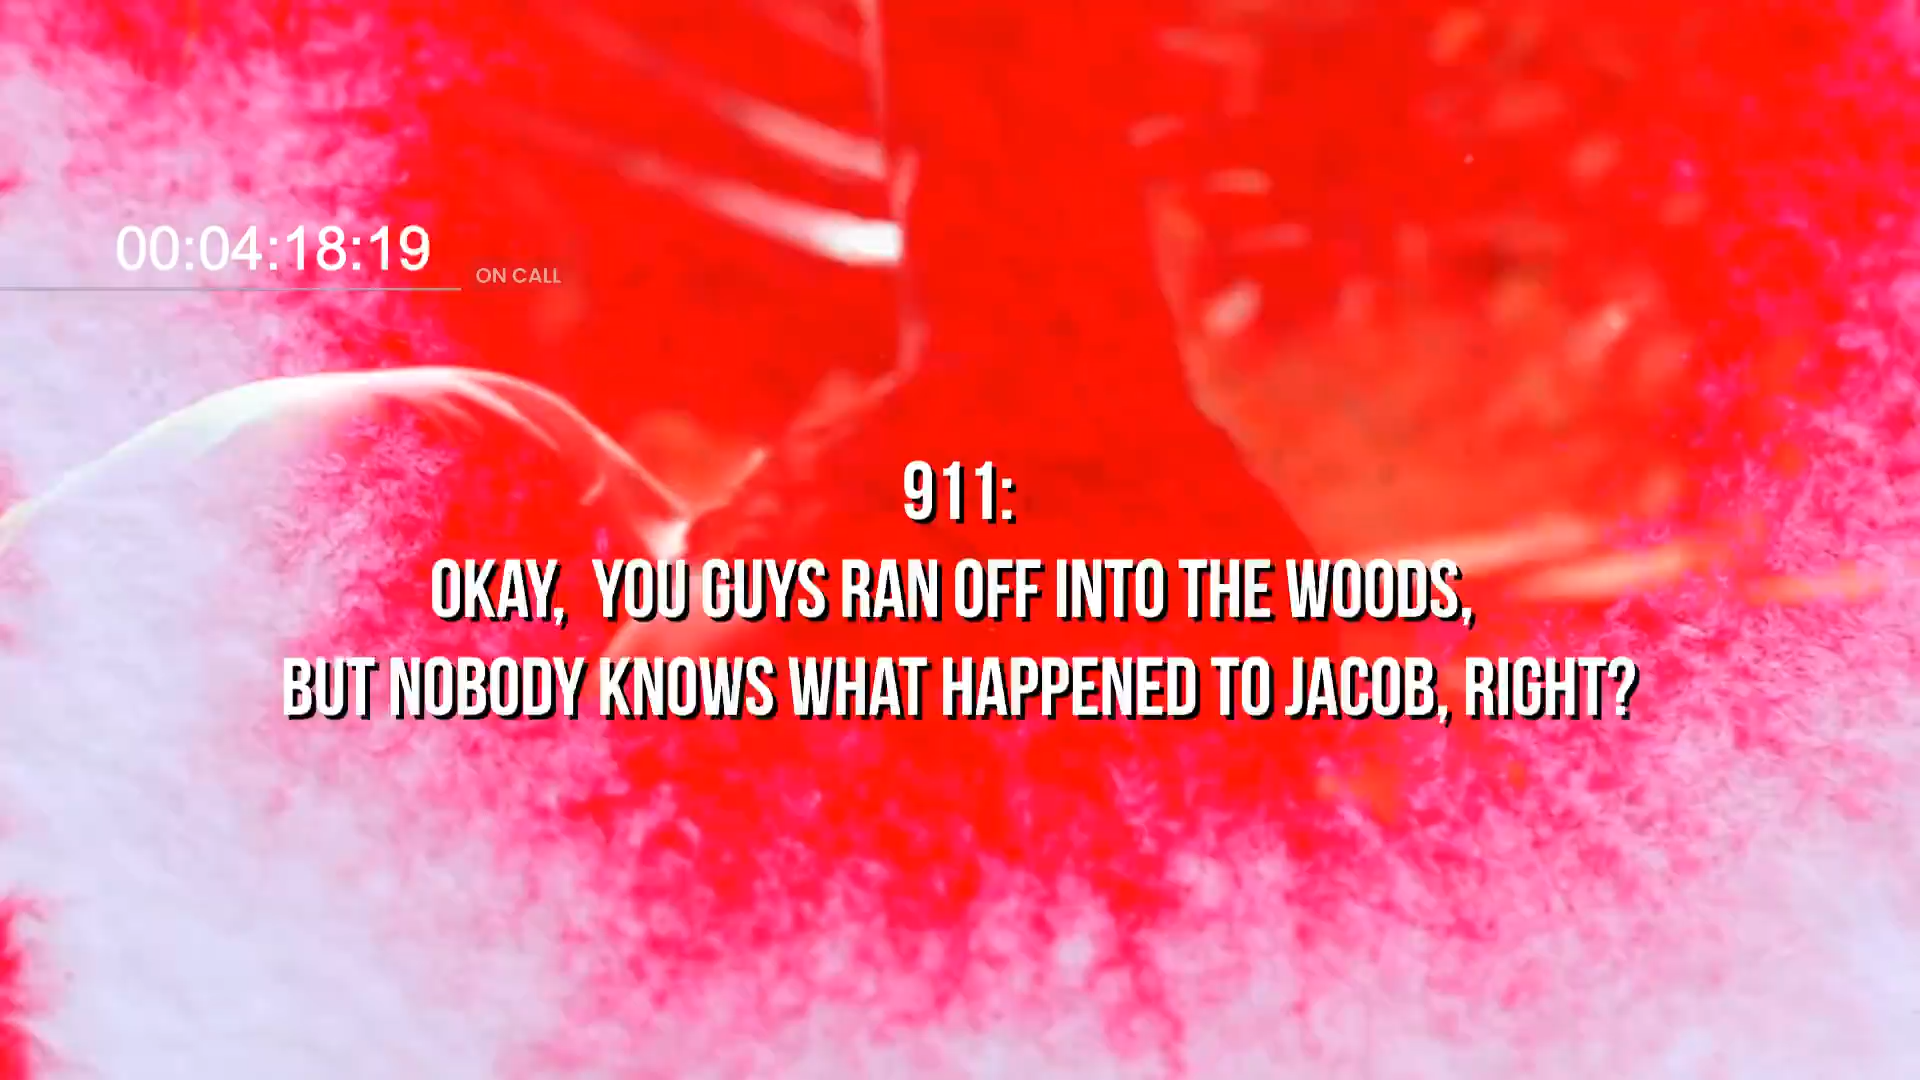 00:04:18:19
ON CALL
911:
OKAY, YOU GUYS RAN OFF INTO THE WOODS,
BUT NOBODY KNOWS WHAT HAPPENED TO JACOB, RIGHT?